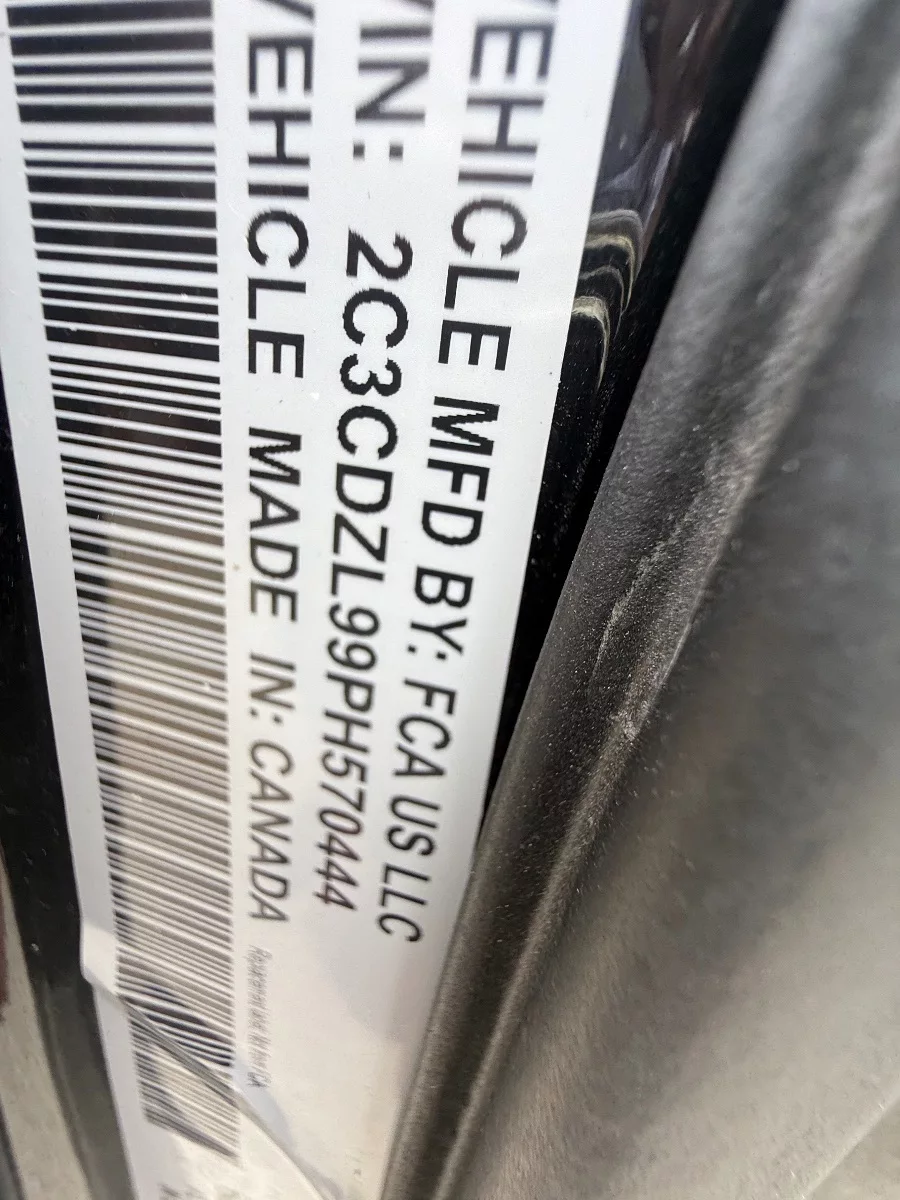 VEHICLE MFD BY: FCA US LLC
VIN: 2C3CDZL99PH570444
VEHICLE MADE IN: CANADA